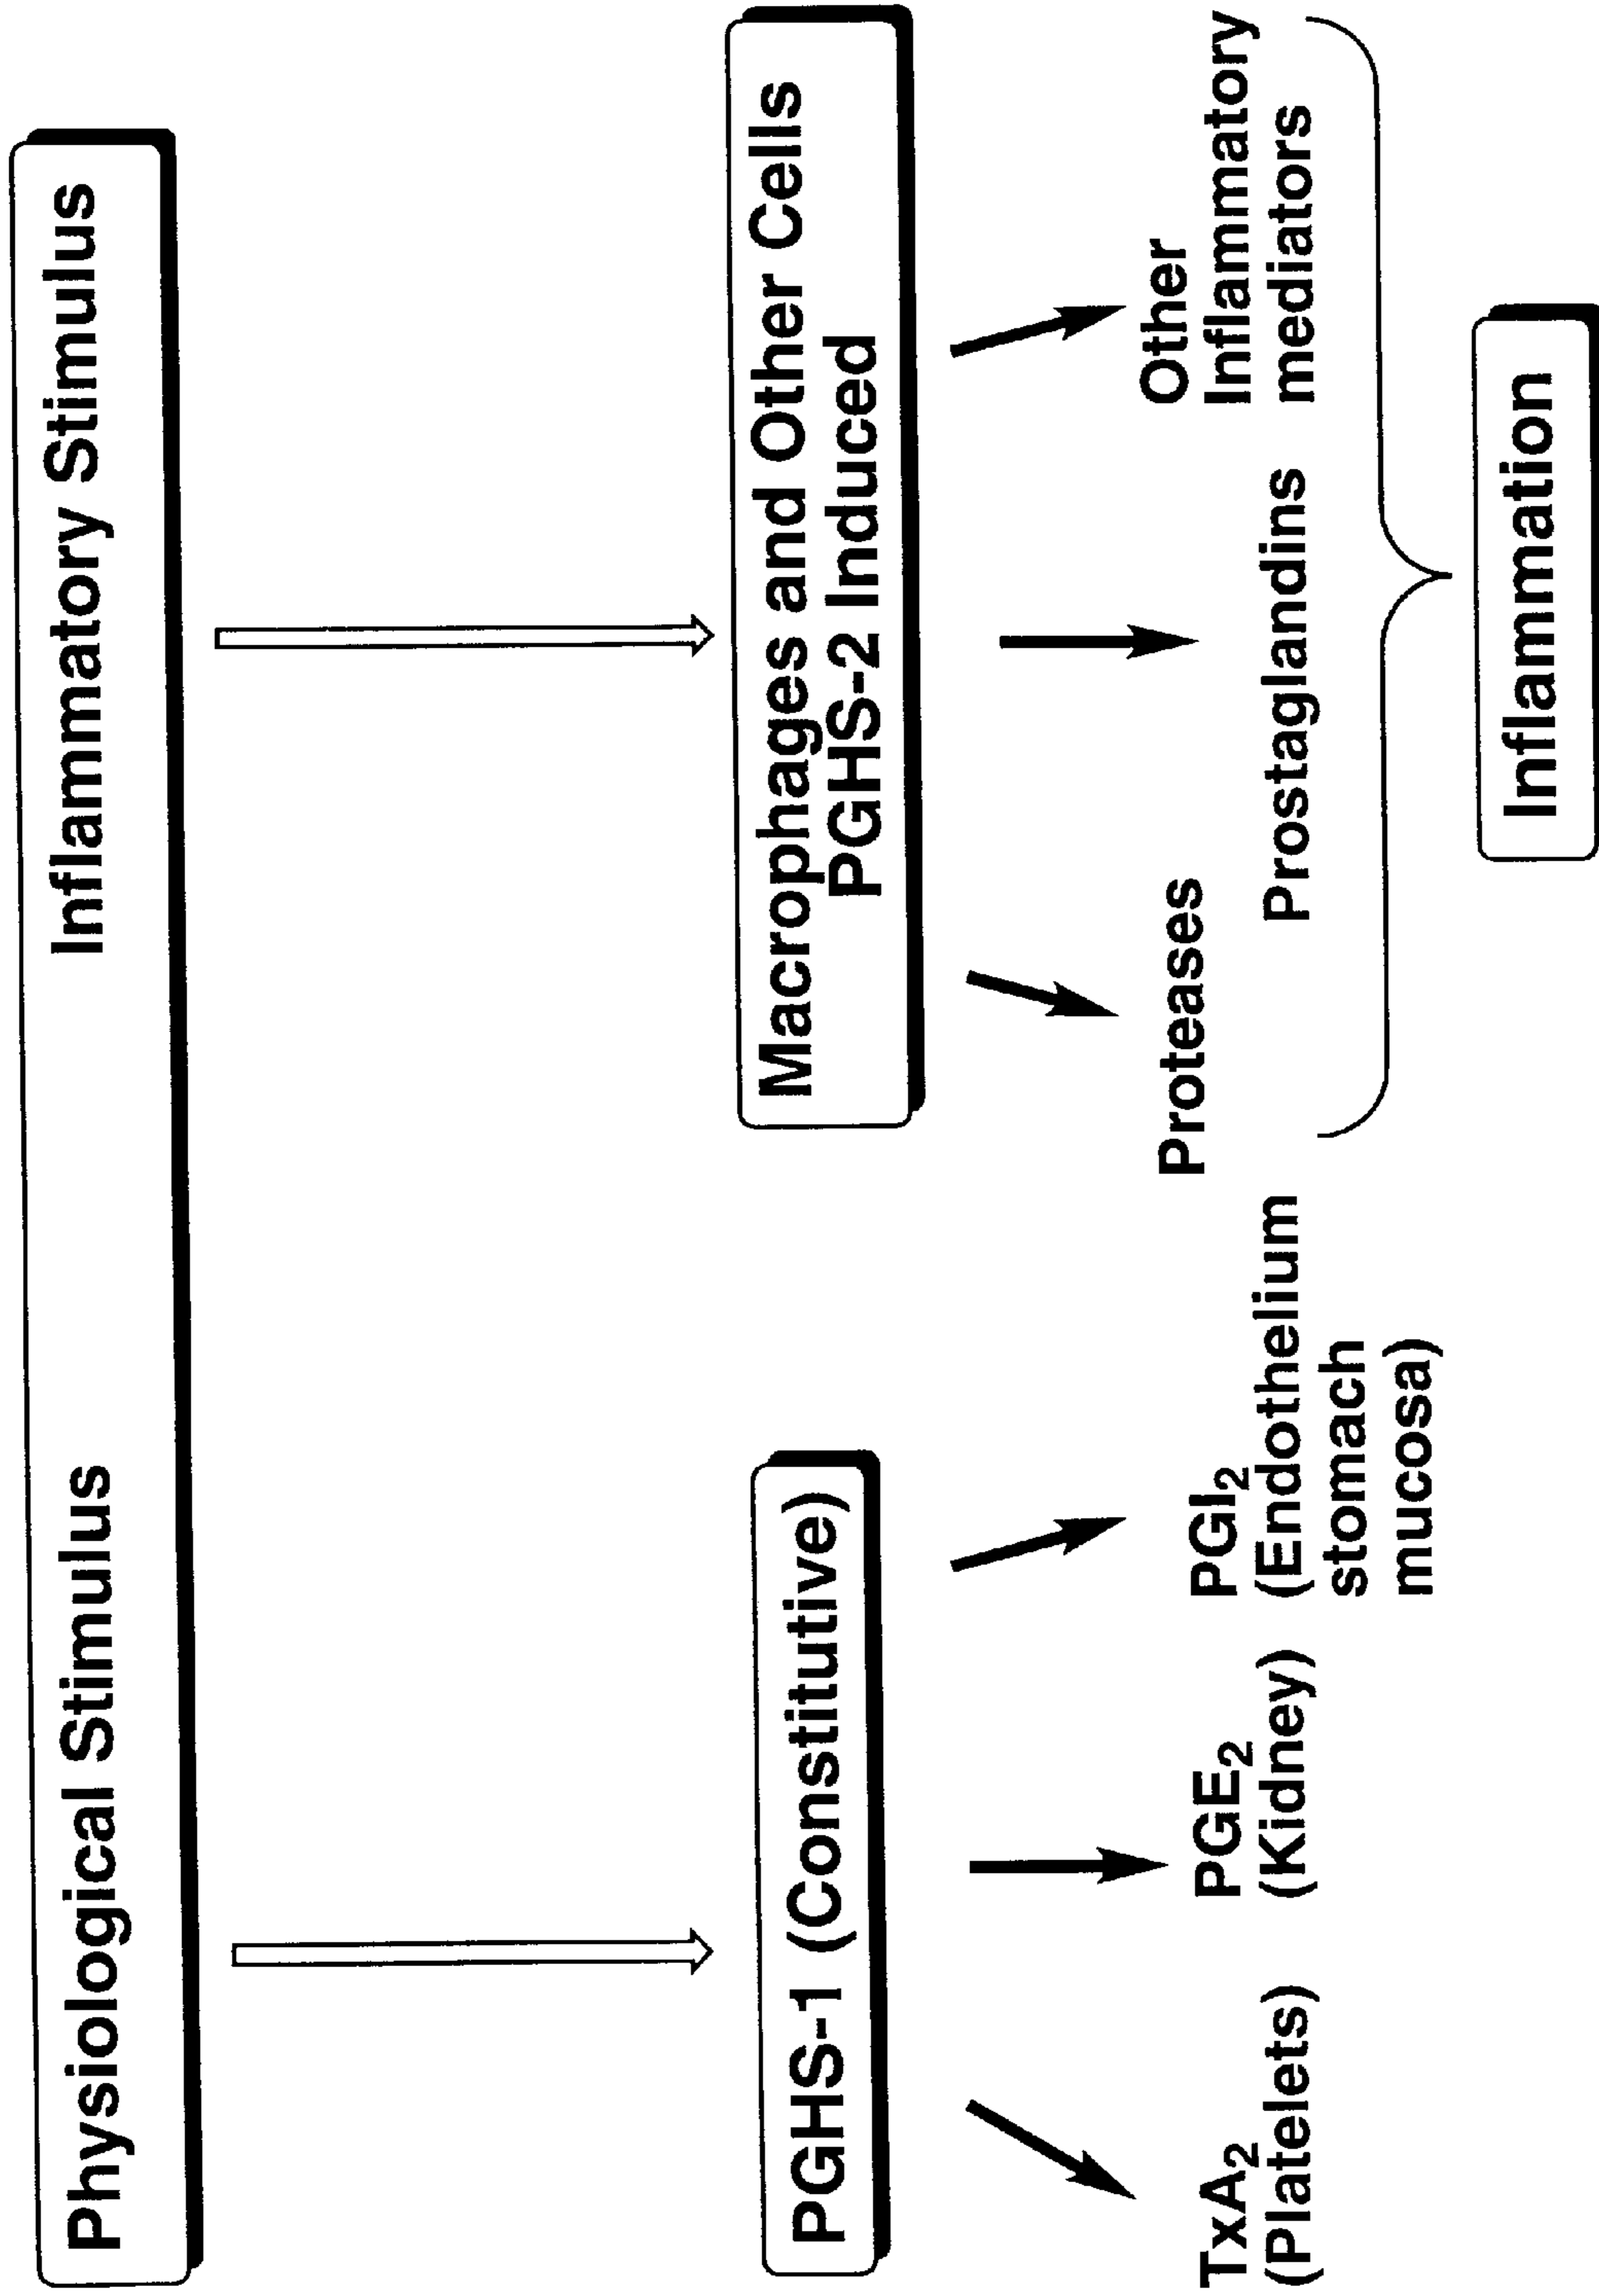 Physiological Stimulus
Inflammatory Stimulus
PGHS-1 (Constitutive)
Macrophages and Other Cells
PGHS-2 Induced
TxA₂
(Platelets)
PGE₂
(Kidney)
PGI₂
(Endothelium
stomach
mucosa)
Proteases
Prostaglandins
Other
Inflammatory
mediators
Inflammation